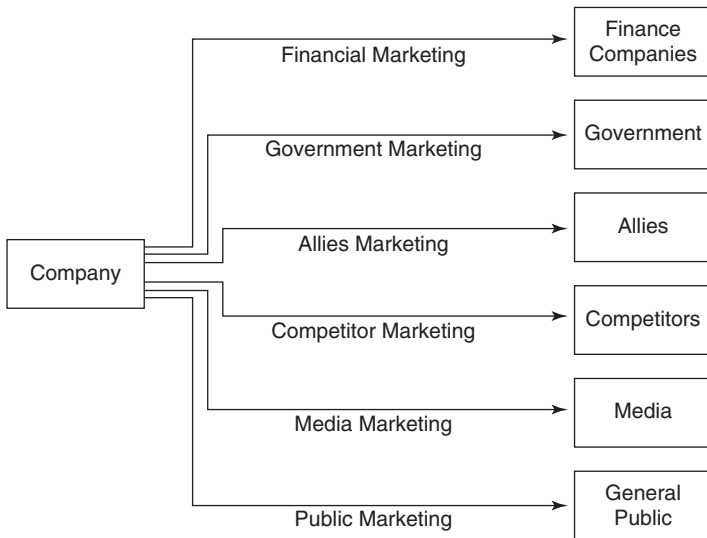 Finance
Companies
Financial Marketing
Government
Government Marketing
Allies
Allies Marketing
Company
Competitors
Competitor Marketing
Media
Media Marketing
General
Public
Public Marketing